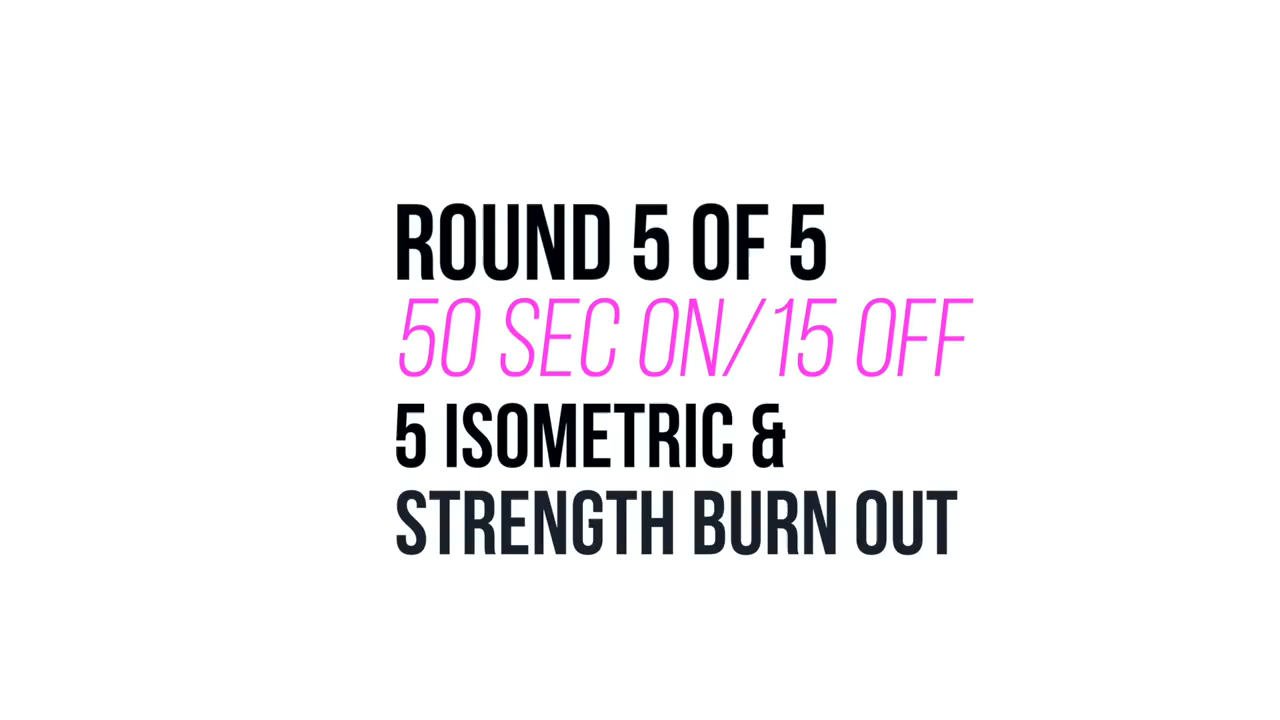 ROUND 5 OF 5
50 SEC ON/15 OFF
5 ISOMETRIC &
STRENGTH BURN OUT